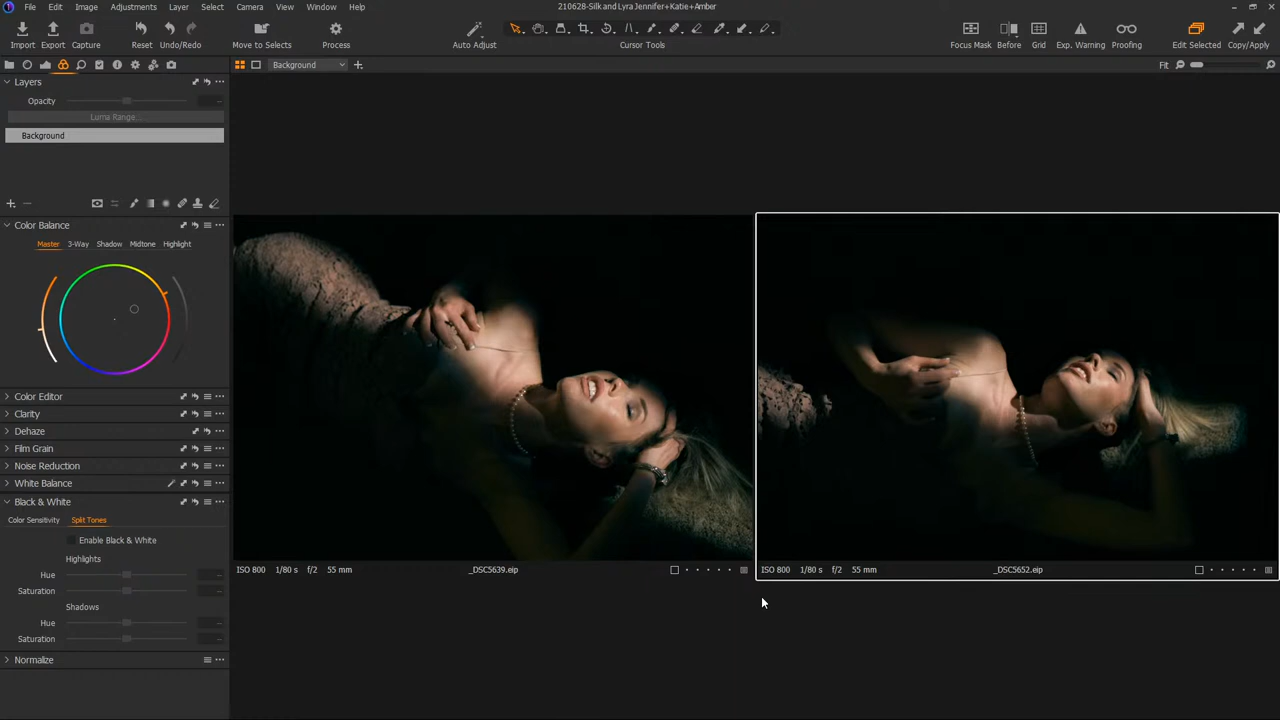 File Edit Image Adjustments Layer Select Camera View Window Help
210628-Silk and Lyra Jennifer+Katie+Amber
Import Export Capture Reset Undo/Redo Move to Selects Process Auto Adjust Cursor Tools Focus Mask Before Grid Exp. Warning Proofing Edit Selected Copy/Apply
Background
Fit
Layers
Opacity
Luma Range...
Background
Color Balance
Master 3-Way Shadow Midtone Highlight
Color Editor
Clarity
Dehaze
Film Grain
Noise Reduction
White Balance
Black & White
Color Sensitivity Split Tones
Enable Black & White
Highlights
Hue
Saturation
Shadows
Hue
Saturation
Normalize
ISO 800 1/80 s f/2 55 mm _DSC5639.eip
ISO 800 1/80 s f/2 55 mm _DSC5652.eip